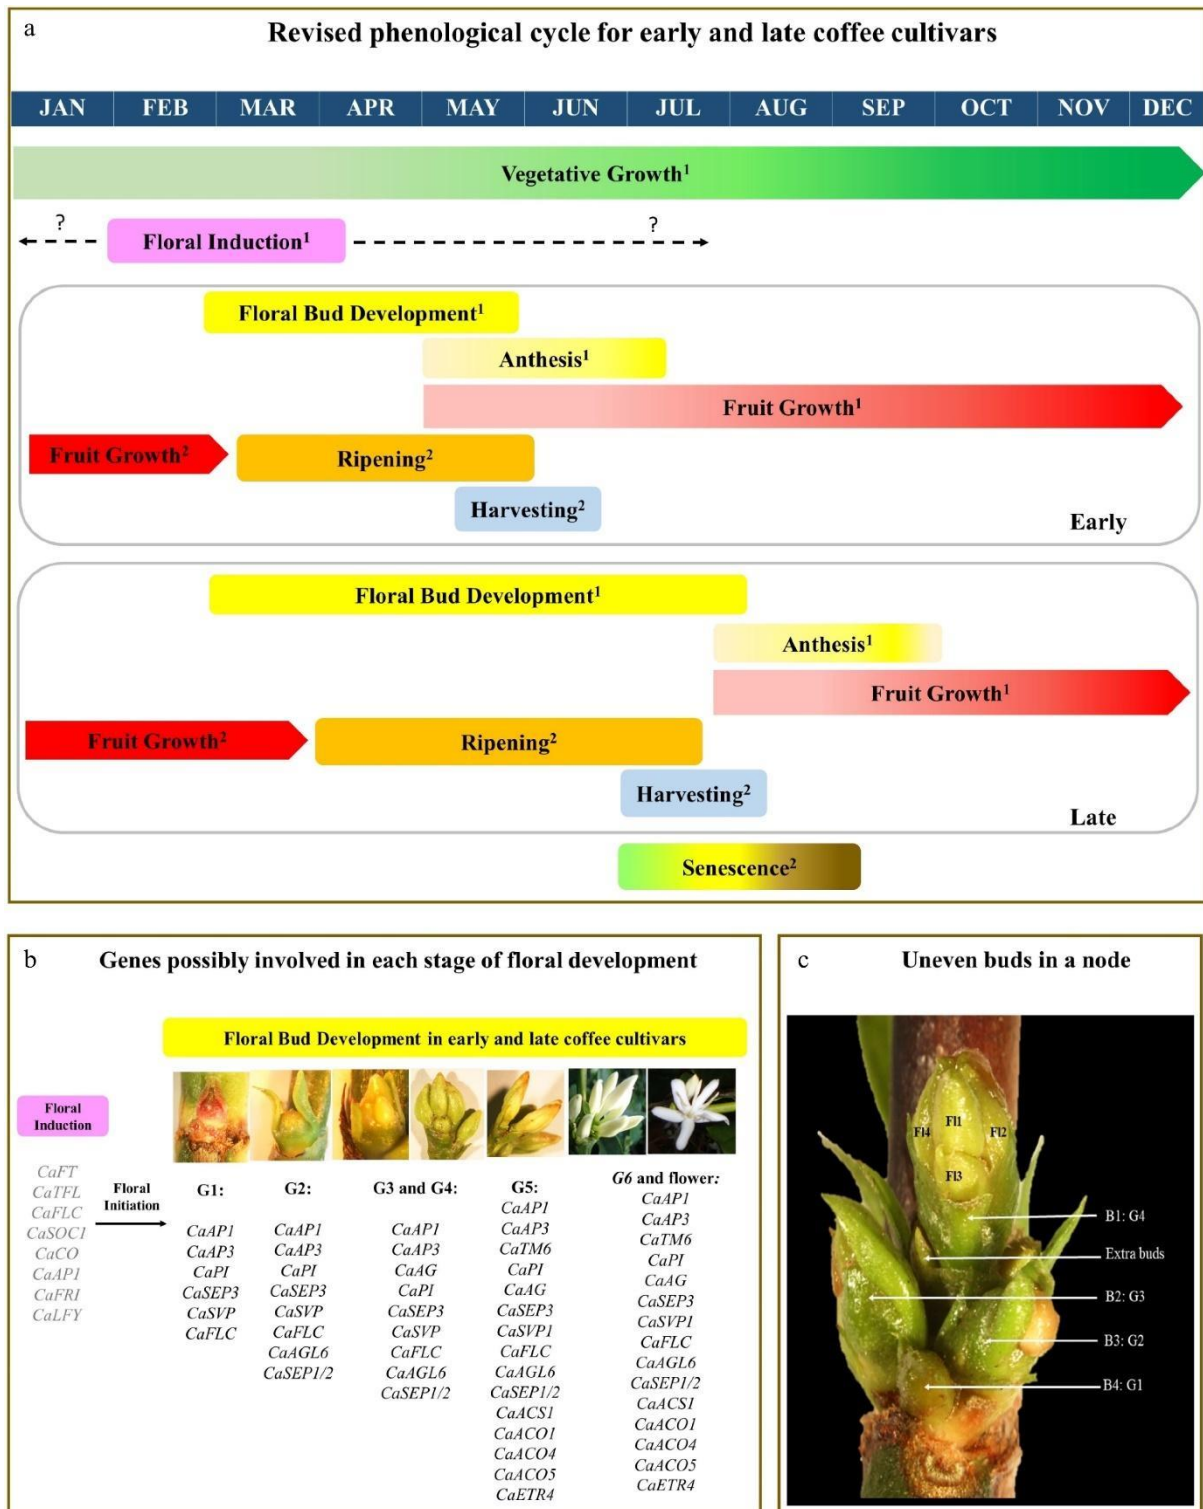 a
Revised phenological cycle for early and late coffee cultivars
JAN FEB MAR APR MAY JUN JUL AUG SEP OCT NOV DEC
Vegetative Growth¹
? Floral Induction¹ ?
Floral Bud Development¹
Anthesis¹
Fruit Growth¹
Fruit Growth² Ripening²
Harvesting²
Early
Floral Bud Development¹
Anthesis¹
Fruit Growth¹
Fruit Growth² Ripening²
Harvesting²
Late
Senescence²
b
Genes possibly involved in each stage of floral development
Floral Bud Development in early and late coffee cultivars
Floral
Induction
CaFT
CaTFL
CaFLC
CaSOC1
CaCO
CaAP1
CaFRI
CaLFY
Floral
Initiation
G1:
CaAP1
CaAP3
CaPI
CaSEP3
CaSVP
CaFLC
G2:
CaAP1
CaAP3
CaPI
CaSEP3
CaSVP
CaFLC
CaAGL6
CaSEP1/2
G3 and G4:
CaAP1
CaAP3
CaAG
CaPI
CaSEP3
CaSVP
CaFLC
CaAGL6
CaSEP1/2
G5:
CaAP1
CaAP3
CaTM6
CaPI
CaAG
CaSEP3
CaSVP1
CaFLC
CaAGL6
CaSEP1/2
CaACS1
CaACO1
CaACO4
CaACO5
CaETR4
G6 and flower:
CaAP1
CaAP3
CaTM6
CaPI
CaAG
CaSEP3
CaSVP1
CaFLC
CaAGL6
CaSEP1/2
CaACS1
CaACO1
CaACO4
CaACO5
CaETR4
c
Uneven buds in a node
Fl1
Fl4 Fl2
Fl3
B1: G4
Extra buds
B2: G3
B3: G2
B4: G1